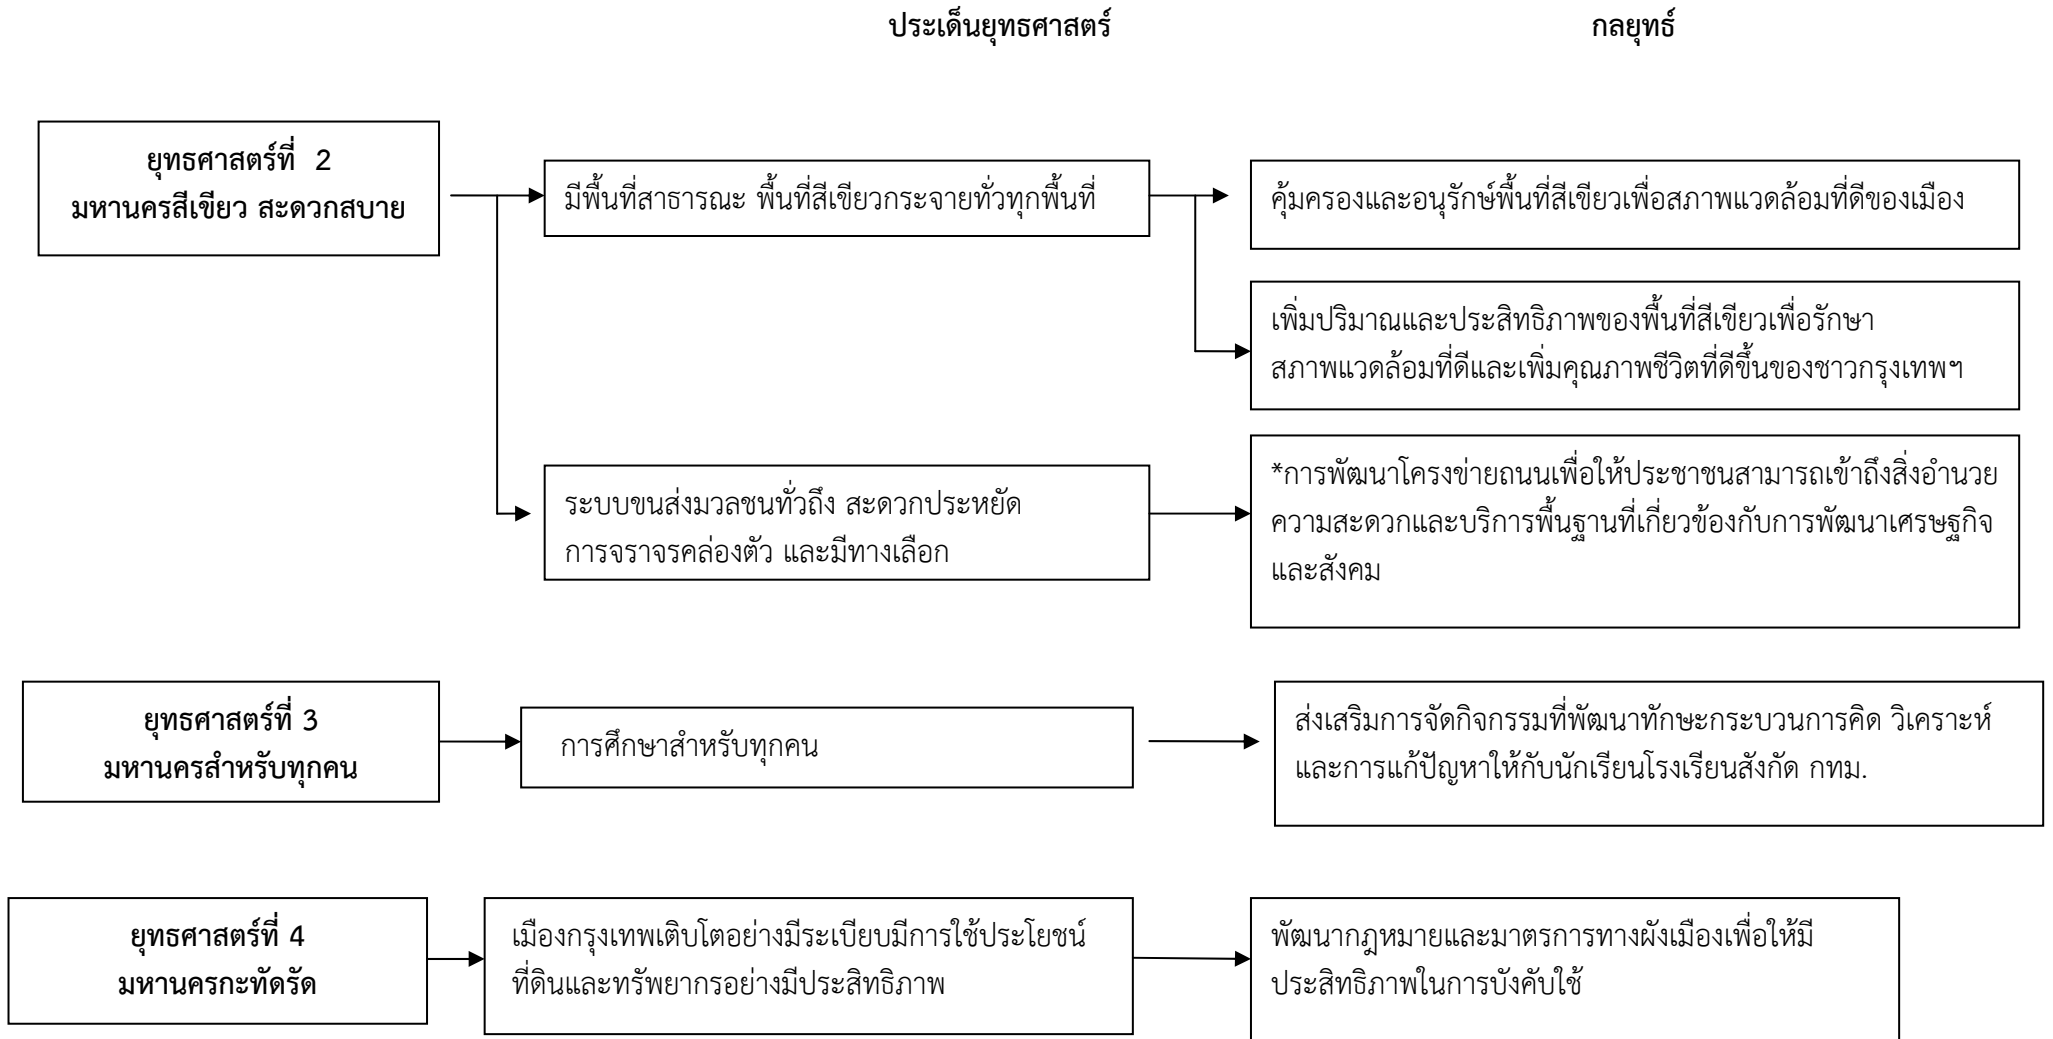 ประเด็นยุทธศาสตร์
กลยุทธ์
ยุทธศาสตร์ที่ 2
มหานครสีเขียว สะดวกสบาย
มีพื้นที่สาธารณะ พื้นที่สีเขียวกระจายทั่วทุกพื้นที่
คุ้มครองและอนุรักษ์พื้นที่สีเขียวเพื่อสภาพแวดล้อมที่ดีของเมือง
เพิ่มปริมาณและประสิทธิภาพของพื้นที่สีเขียวเพื่อรักษา
สภาพแวดล้อมที่ดีและเพิ่มคุณภาพชีวิตที่ดีขึ้นของชาวกรุงเทพฯ
ระบบขนส่งมวลชนทั่วถึง สะดวกประหยัด
การจราจรคล่องตัว และมีทางเลือก
*การพัฒนาโครงข่ายถนนเพื่อให้ประชาชนสามารถเข้าถึงสิ่งอำนวย
ความสะดวกและบริการพื้นฐานที่เกี่ยวข้องกับการพัฒนาเศรษฐกิจ
และสังคม
ยุทธศาสตร์ที่ 3
มหานครสำหรับทุกคน
การศึกษาสำหรับทุกคน
ส่งเสริมการจัดกิจกรรมที่พัฒนาทักษะกระบวนการคิด วิเคราะห์
และการแก้ปัญหาให้กับนักเรียนโรงเรียนสังกัด กทม.
ยุทธศาสตร์ที่ 4
มหานครกะทัดรัด
เมืองกรุงเทพเติบโตอย่างมีระเบียบมีการใช้ประโยชน์
ที่ดินและทรัพยากรอย่างมีประสิทธิภาพ
พัฒนากฎหมายและมาตรการทางผังเมืองเพื่อให้มี
ประสิทธิภาพในการบังคับใช้